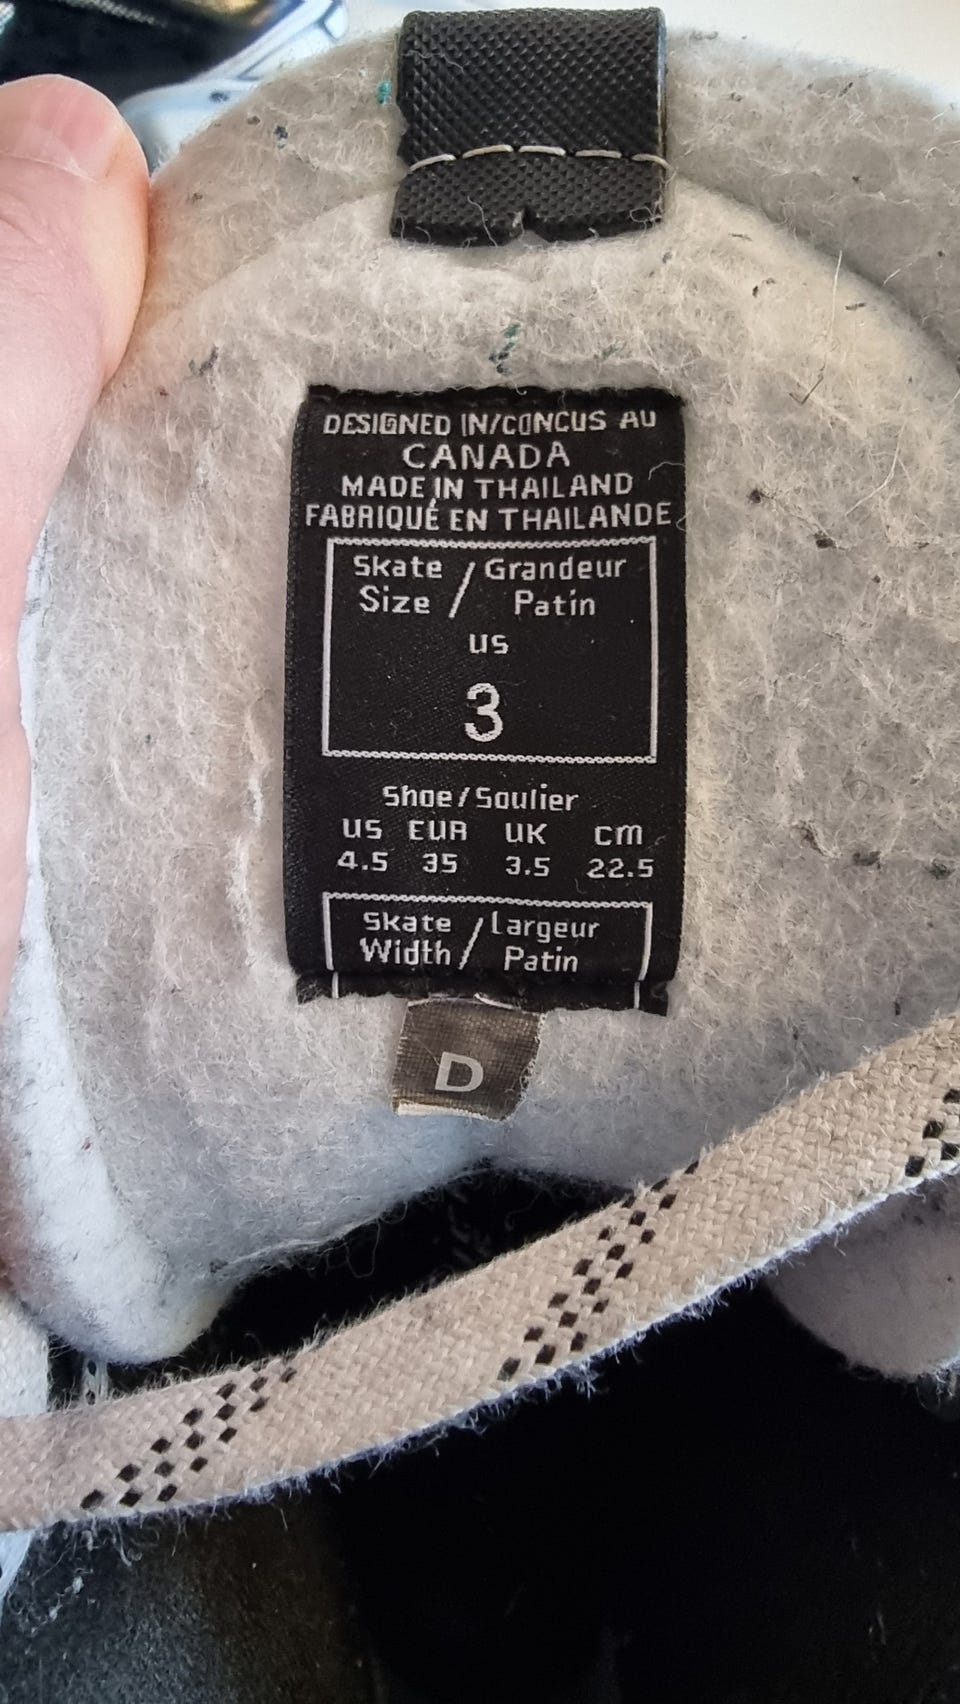 DESIGNED IN/CONCUS AU
CANADA
MADE IN THAILAND
FABRIQUÉ EN THAILANDE
Skate / Grandeur
Size / Patin
US
3
Shoe/Soulier
US EUR UK cm
4.5 35 3.5 22.5
Skate / Largeur
Width / Patin
D